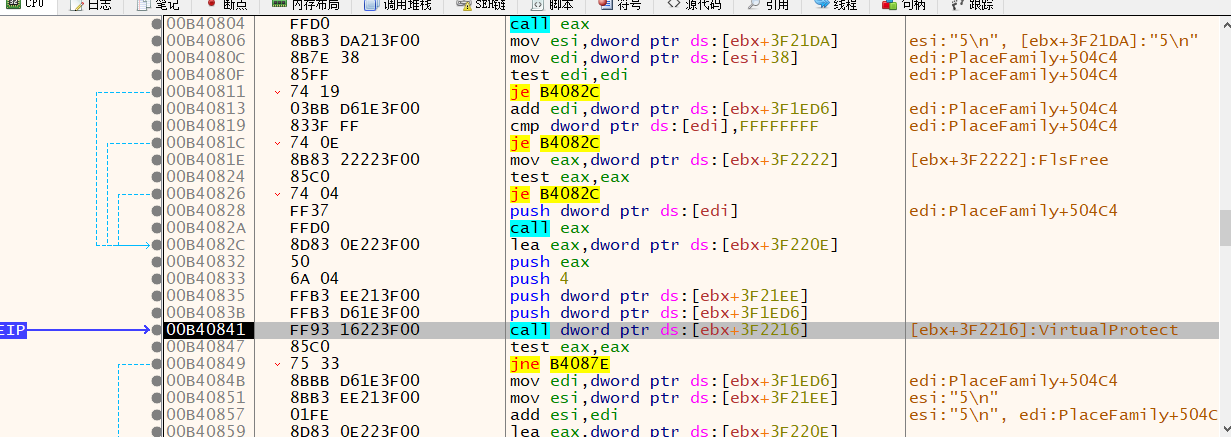 CPU 日志 笔记 断点 内存布局 调用堆栈 SEH链 脚本 符号 源代码 引用 线程 句柄 跟踪
00B40804 FFD0 call eax
00B40806 8BB3 DA213F00 mov esi,dword ptr ds:[ebx+3F21DA] esi:"5\n", [ebx+3F21DA]:"5\n"
00B4080C 8B7E 38 mov edi,dword ptr ds:[esi+38] edi:PlaceFamily+504C4
00B4080F 85FF test edi,edi edi:PlaceFamily+504C4
00B40811 74 19 je B4082C
00B40813 03BB D61E3F00 add edi,dword ptr ds:[ebx+3F1ED6] edi:PlaceFamily+504C4
00B40819 833F FF cmp dword ptr ds:[edi],FFFFFFFF edi:PlaceFamily+504C4
00B4081C 74 0E je B4082C
00B4081E 8B83 22223F00 mov eax,dword ptr ds:[ebx+3F2222] [ebx+3F2222]:FlsFree
00B40824 85C0 test eax,eax
00B40826 74 04 je B4082C
00B40828 FF37 push dword ptr ds:[edi] edi:PlaceFamily+504C4
00B4082A FFD0 call eax
00B4082C 8D83 0E223F00 lea eax,dword ptr ds:[ebx+3F220E]
00B40832 50 push eax
00B40833 6A 04 push 4
00B40835 FFB3 EE213F00 push dword ptr ds:[ebx+3F21EE]
00B4083B FFB3 D61E3F00 push dword ptr ds:[ebx+3F1ED6]
EIP 00B40841 FF93 16223F00 call dword ptr ds:[ebx+3F2216] [ebx+3F2216]:VirtualProtect
00B40847 85C0 test eax,eax
00B40849 75 33 jne B4087E
00B4084B 8BBB D61E3F00 mov edi,dword ptr ds:[ebx+3F1ED6] edi:PlaceFamily+504C4
00B40851 8BB3 EE213F00 mov esi,dword ptr ds:[ebx+3F21EE] esi:"5\n"
00B40857 01FE add esi,edi esi:"5\n", edi:PlaceFamily+504C
00B40859 8D83 0E223F00 lea eax,dword ptr ds:[ebx+3F220E]